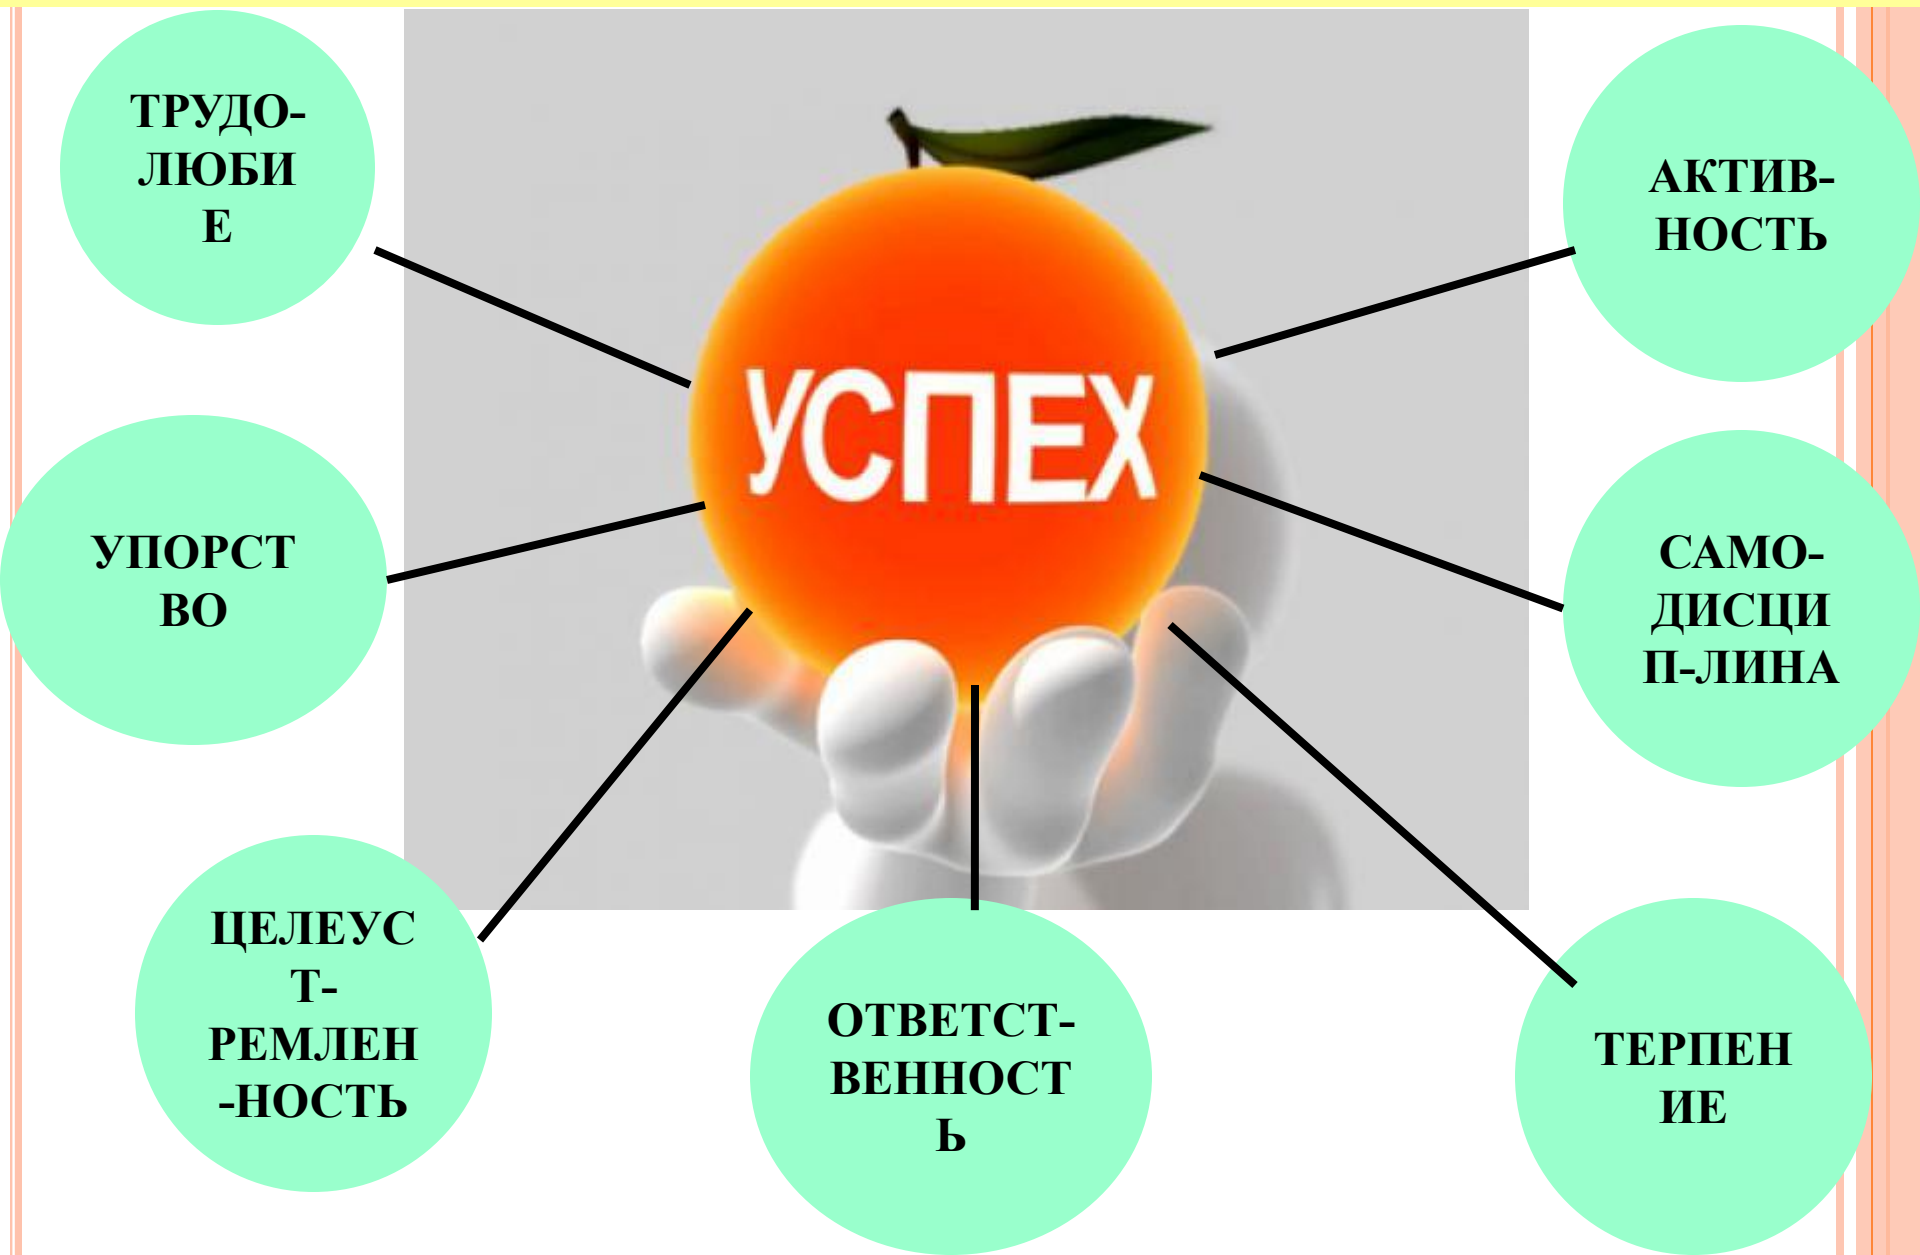 ТРУДО-
ЛЮБИ
Е
АКТИВ-
НОСТЬ
УСПЕХ
УПОРСТ
ВО
САМО-
ДИСЦИ
П-ЛИНА
ЦЕЛЕУС
Т-
РЕМЛЕН
-НОСТЬ
ОТВЕТСТ-
ВЕННОСТ
Ь
ТЕРПЕН
ИЕ